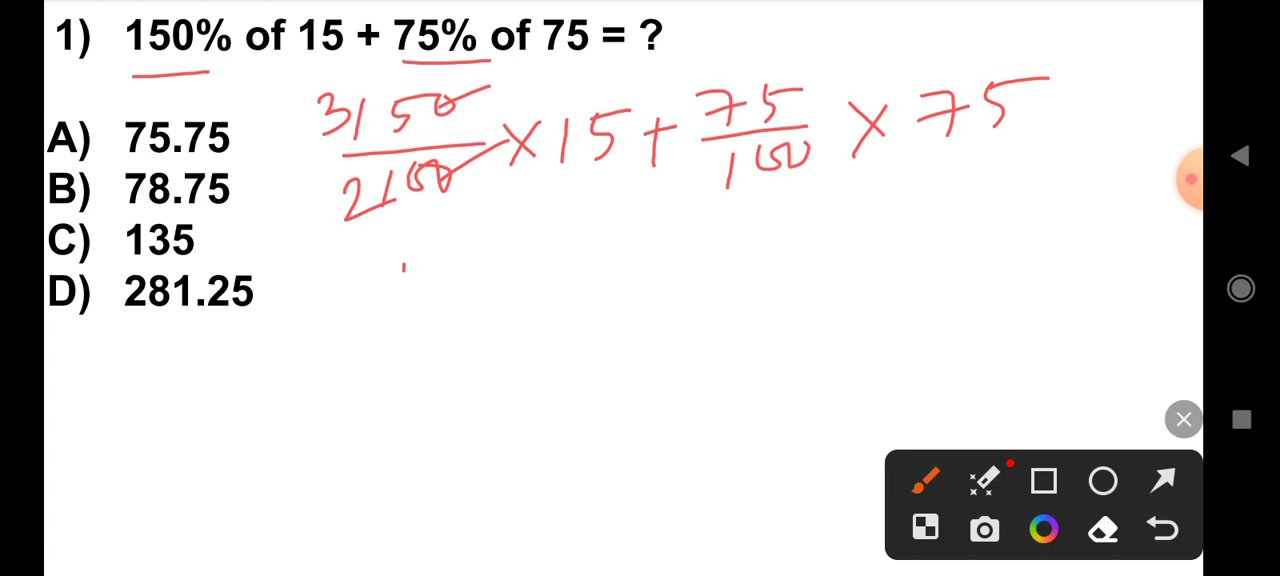 1) 150% of 15 + 75% of 75 = ?
3 150/2 100 × 15 + 75/100 × 75
A) 75.75
B) 78.75
C) 135
D) 281.25